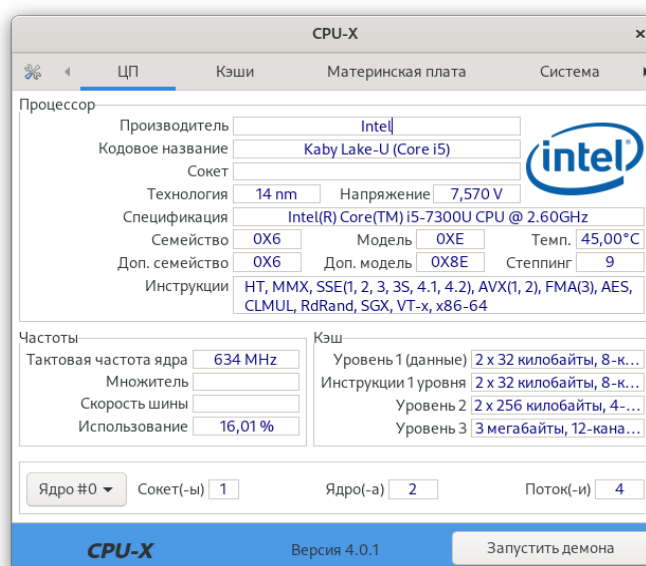 CPU-X
ЦП Кэши Материнская плата Система
Процессор
Производитель Intel
Кодовое название Kaby Lake-U (Core i5)
intel
Сокет
Технология 14 nm Напряжение 7,570 V
Спецификация Intel(R) Core(TM) i5-7300U CPU @ 2.60GHz
Семейство 0X6 Модель 0XE Темп. 45,00°C
Доп. семейство 0X6 Доп. модель 0X8E Степпинг 9
Инструкции HT, MMX, SSE(1, 2, 3, 3S, 4.1, 4.2), AVX(1, 2), FMA(3), AES,
CLMUL, RdRand, SGX, VT-x, x86-64
Частоты
Тактовая частота ядра 634 MHz
Множитель
Скорость шины
Использование 16,01 %
Кэш
Уровень 1 (данные) 2 x 32 килобайты, 8-к...
Инструкции 1 уровня 2 x 32 килобайты, 8-к...
Уровень 2 2 x 256 килобайты, 4-...
Уровень 3 3 мегабайты, 12-кана...
Ядро #0 Сокет(-ы) 1 Ядро(-а) 2 Поток(-и) 4
CPU-X Версия 4.0.1 Запустить демона